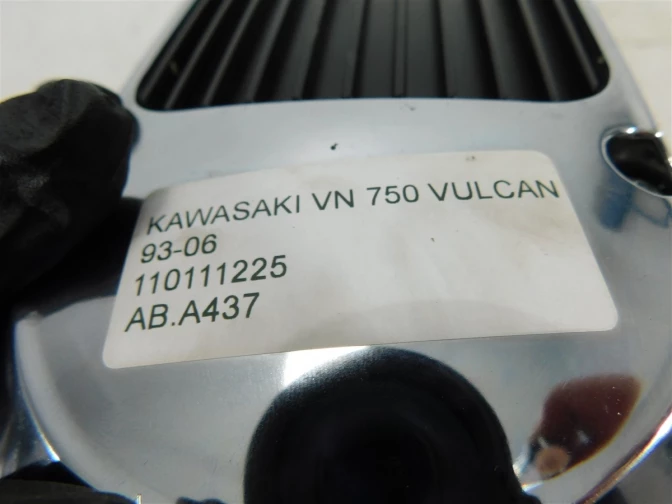 KAWASAKI VN 750 VULCAN
93-06
110111225
AB.A437